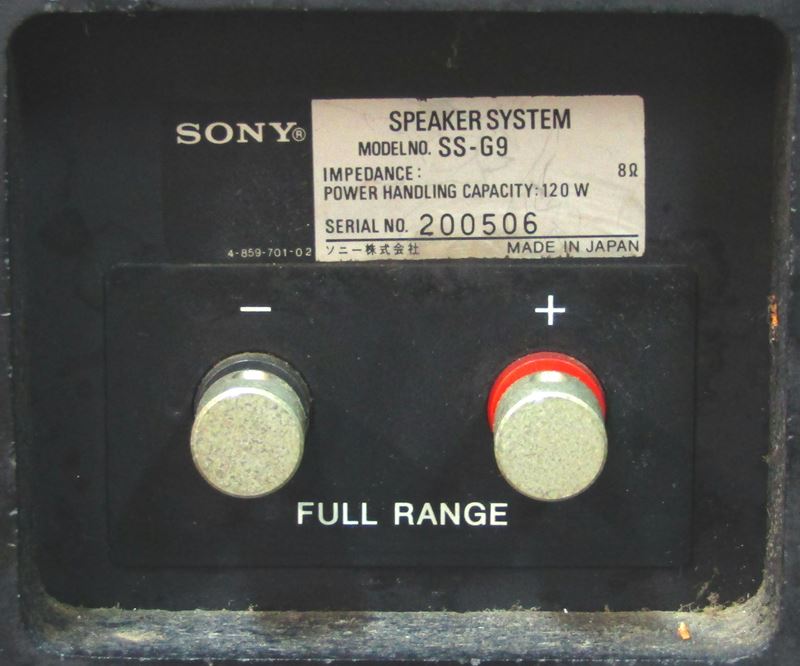 SONY®
SPEAKER SYSTEM
MODEL NO. SS-G9
IMPEDANCE: 8Ω
POWER HANDLING CAPACITY: 120 W
SERIAL NO. 200506
4-859-701-02
ソニー株式会社 MADE IN JAPAN
− +
FULL RANGE